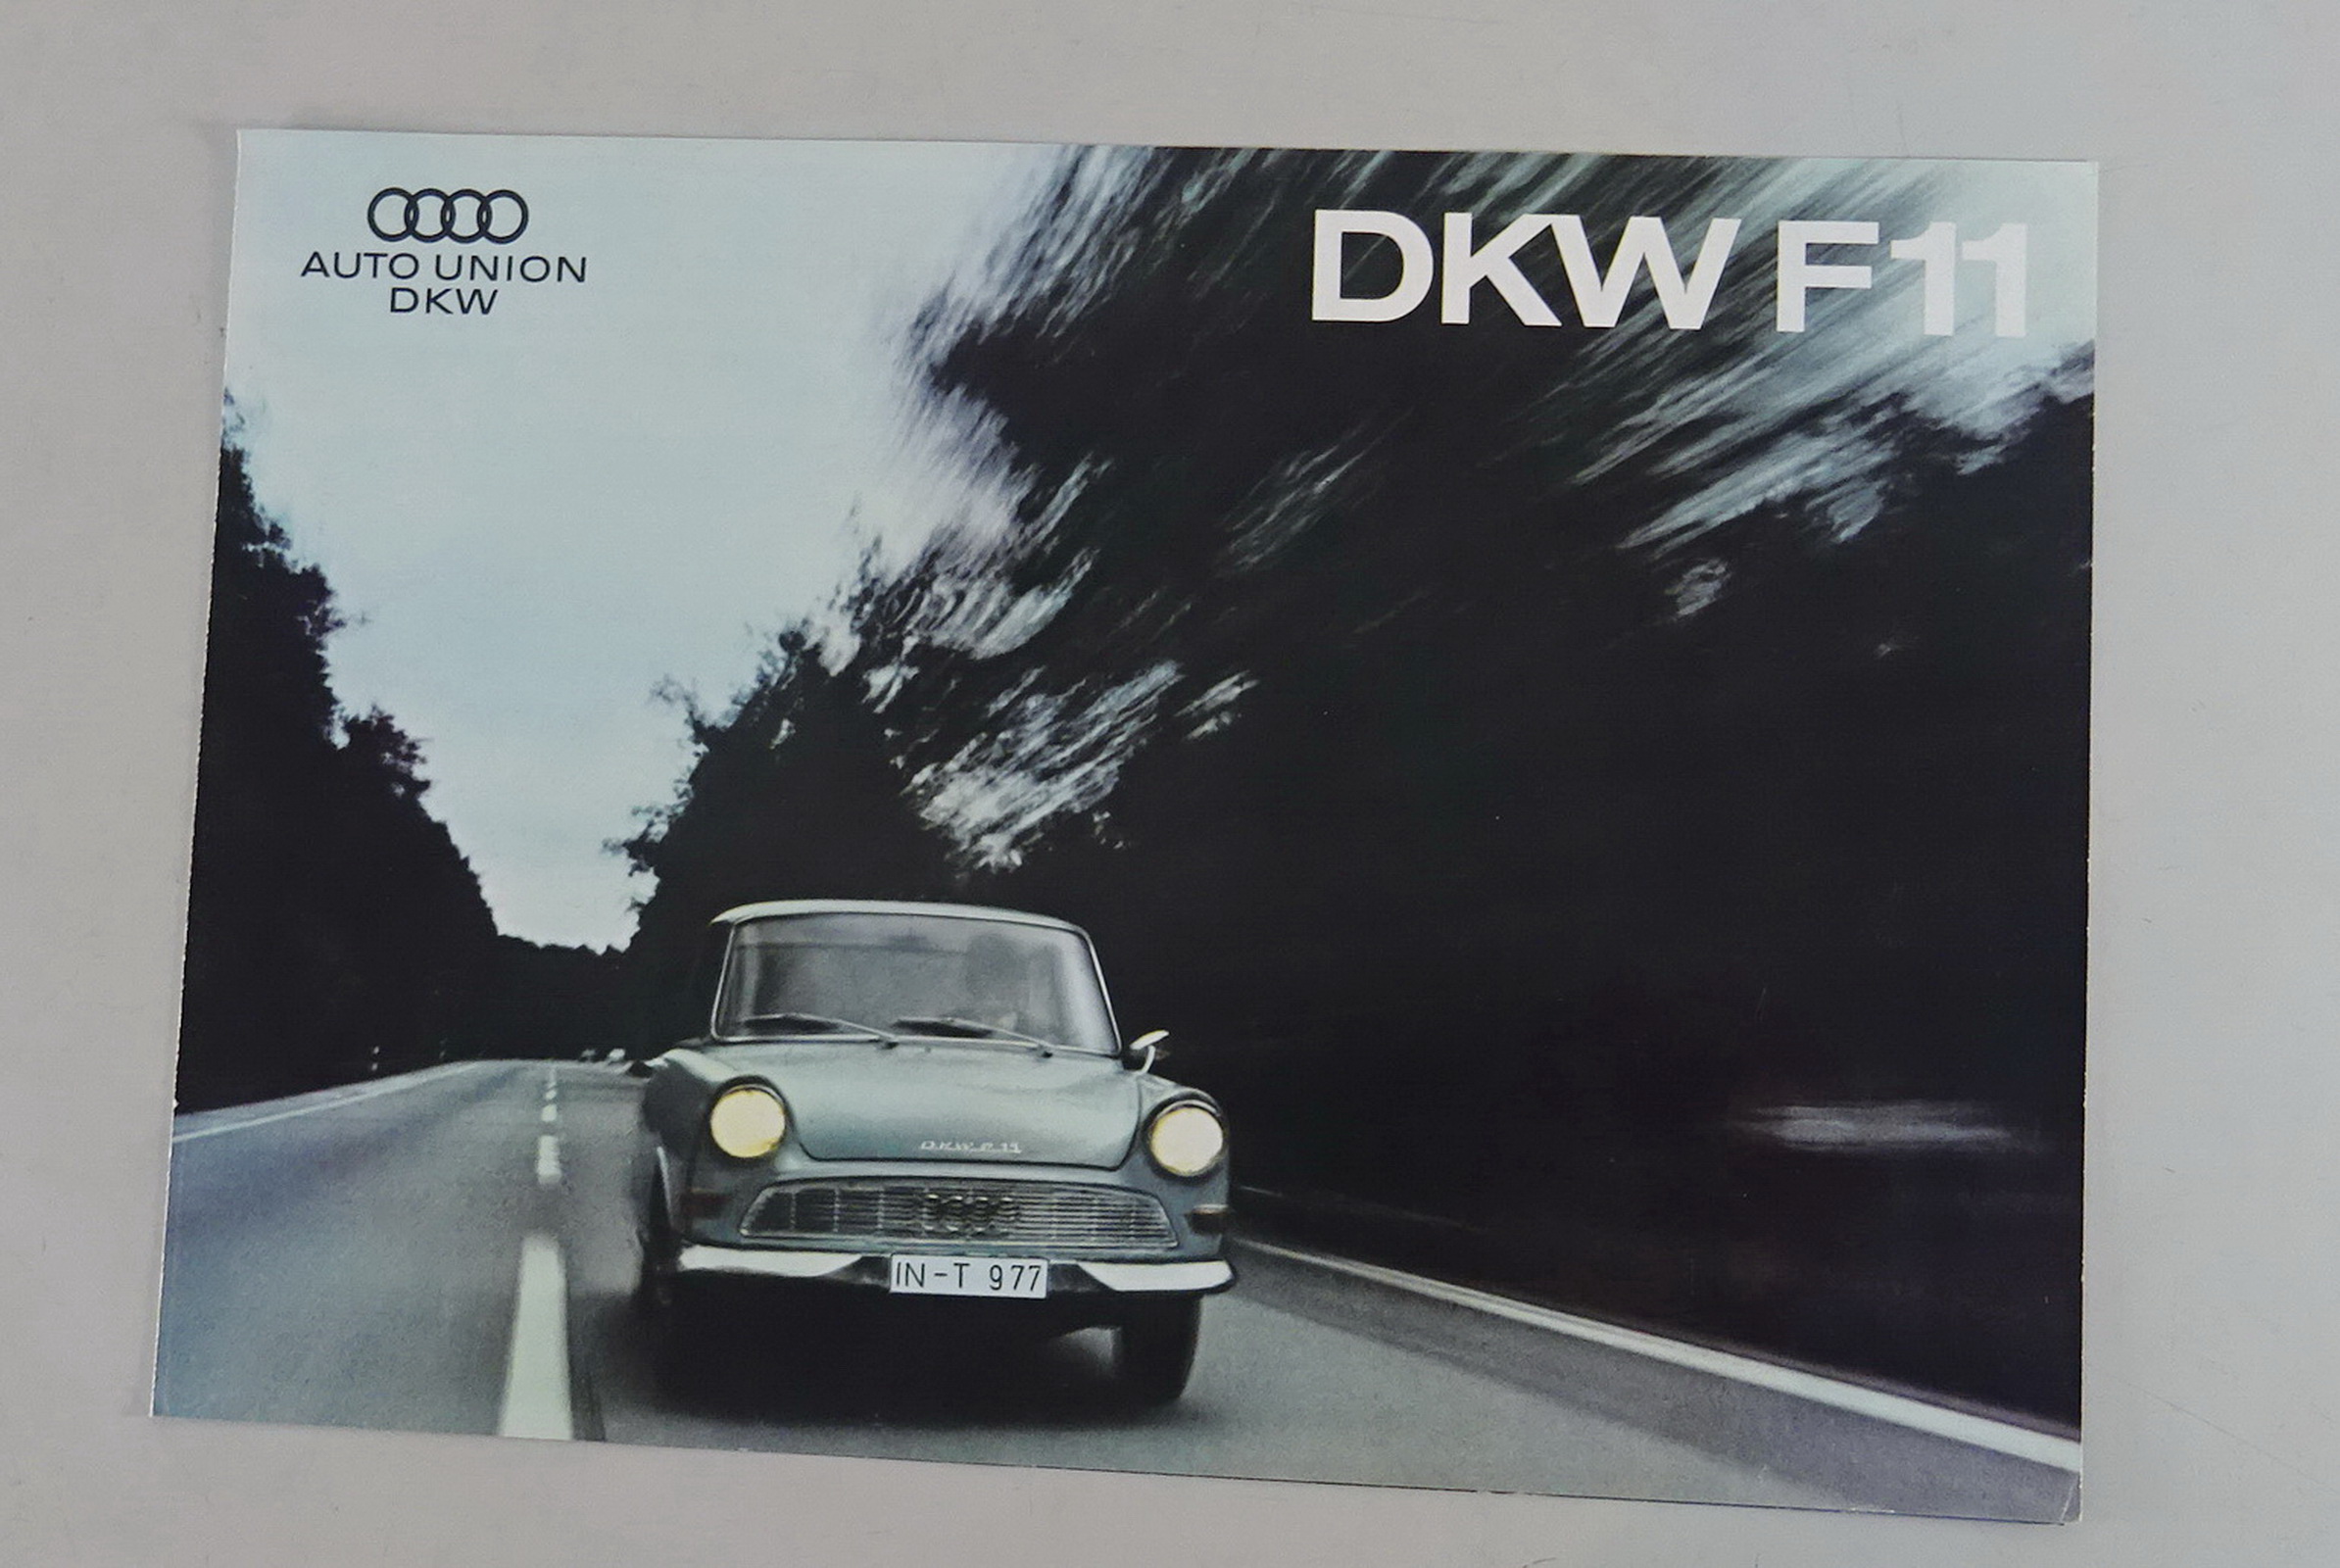 AUTO UNION
DKW
DKW F11
DKW F 11
IN-T 977